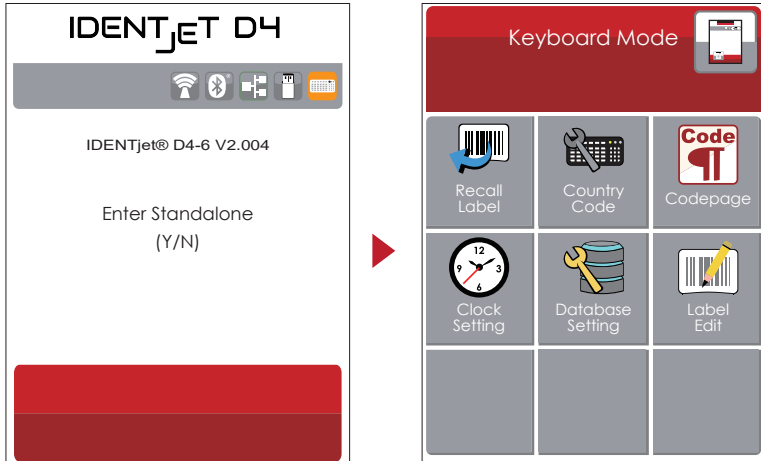 IDENTjET D4
IDENTjet® D4-6 V2.004
Enter Standalone
(Y/N)
Keyboard Mode
Recall
Label
Country
Code
Code
Codepage
12
9
3
6
Clock
Setting
Database
Setting
Label
Edit